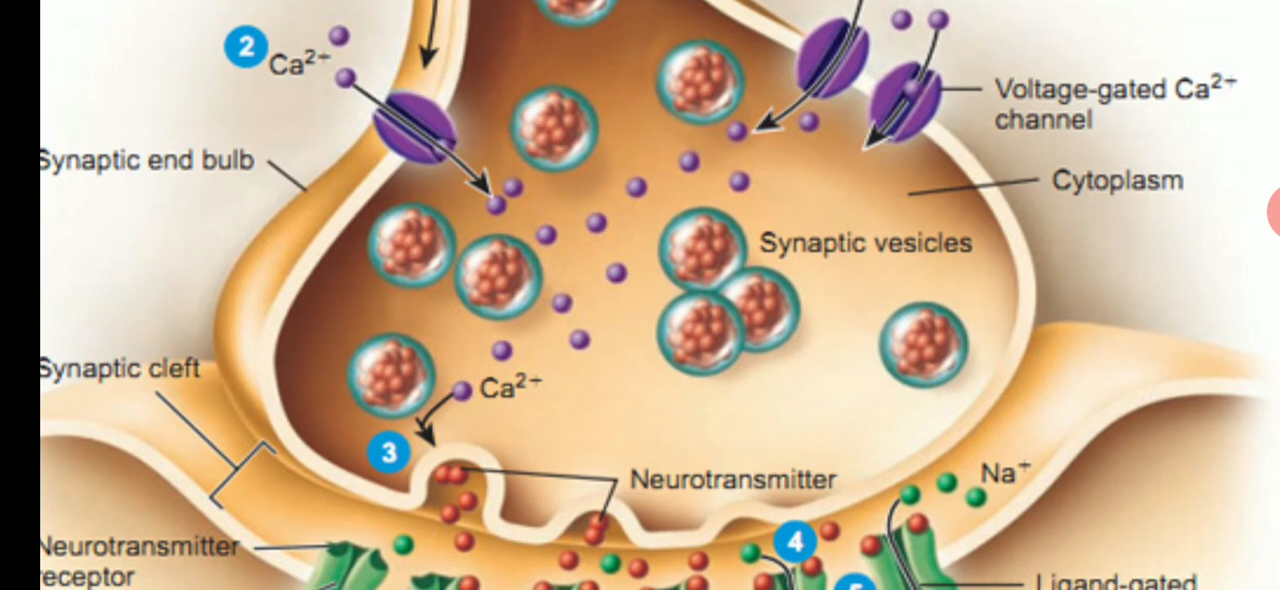 2
Ca2+
Voltage-gated Ca2+
channel
Synaptic end bulb
Cytoplasm
Synaptic vesicles
Synaptic cleft
Ca2+
3
Neurotransmitter
Na+
Neurotransmitter
receptor
4
5
Ligand-gated